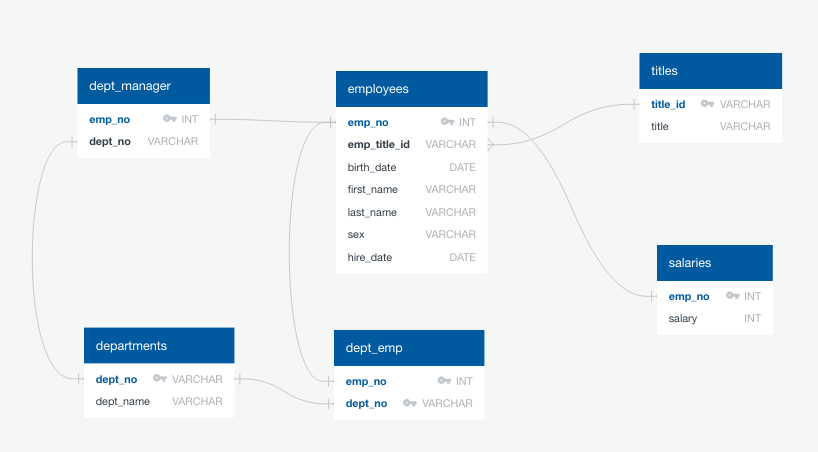 dept_manager
emp_no INT
dept_no VARCHAR
employees
emp_no INT
emp_title_id VARCHAR
birth_date DATE
first_name VARCHAR
last_name VARCHAR
sex VARCHAR
hire_date DATE
titles
title_id VARCHAR
title VARCHAR
salaries
emp_no INT
salary INT
departments
dept_no VARCHAR
dept_name VARCHAR
dept_emp
emp_no INT
dept_no VARCHAR